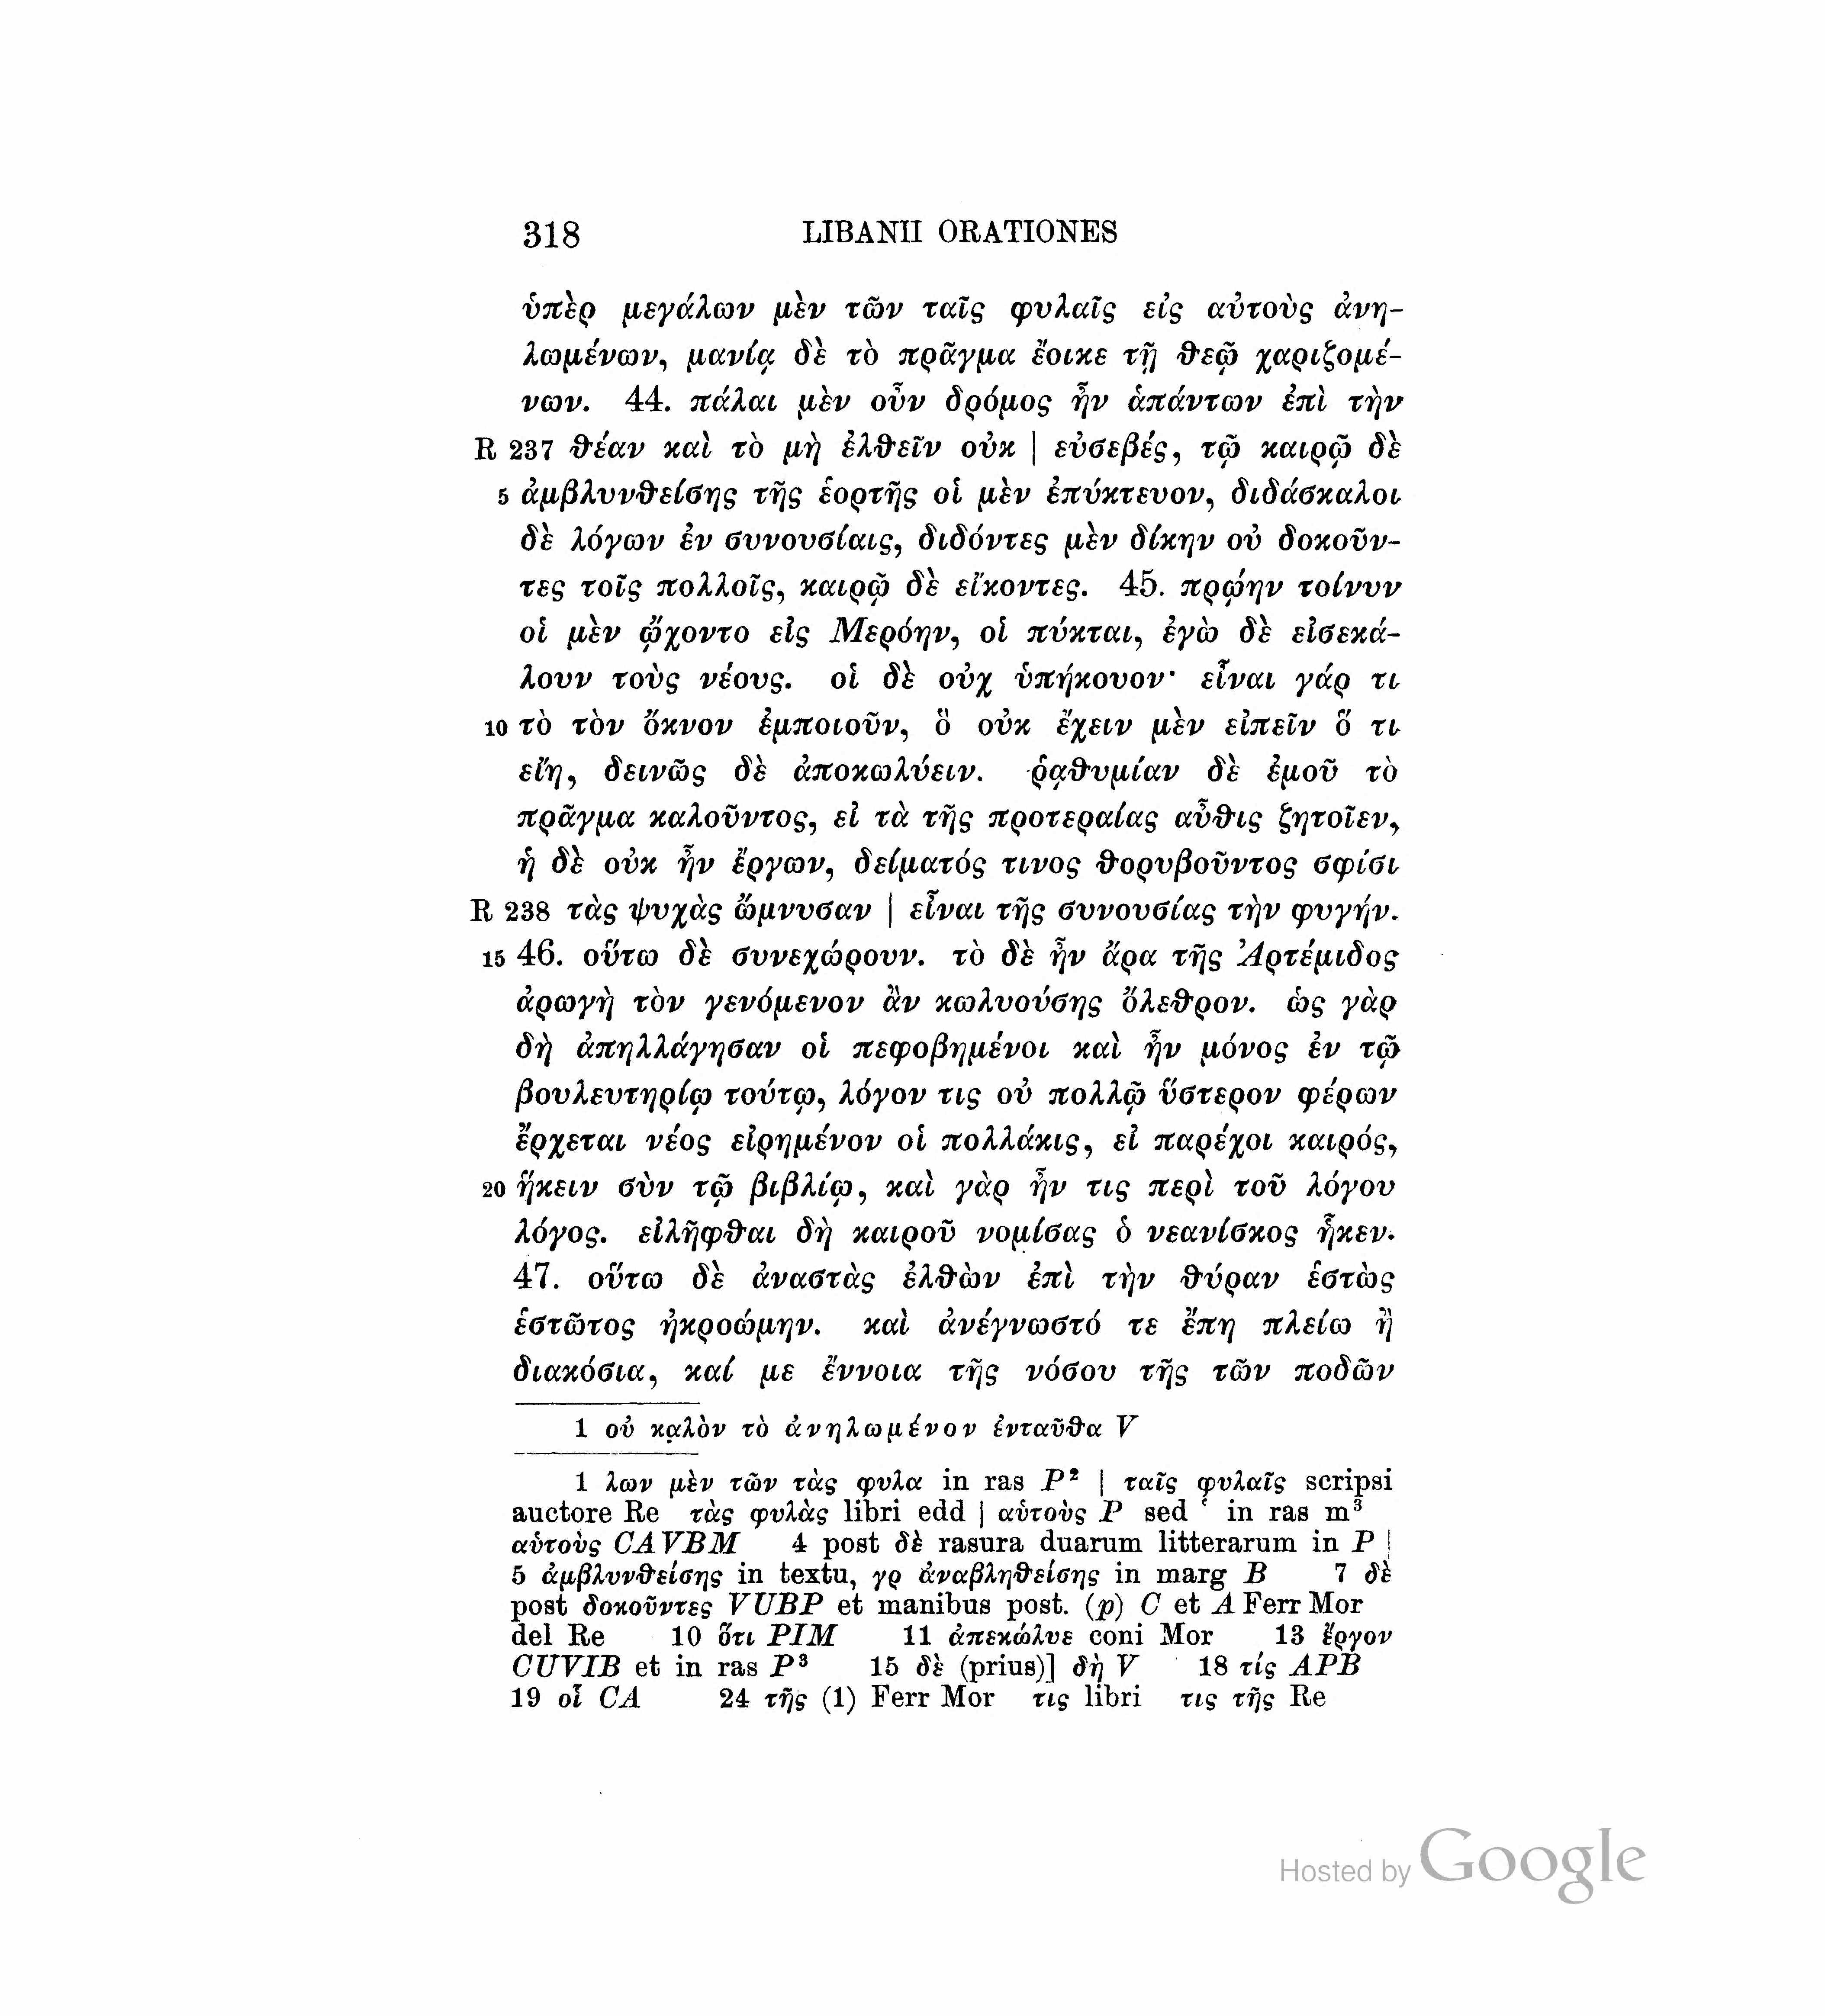 318 LIBANII ORATIONES
ὑπὲρ μεγάλων μὲν τῶν ταῖς φυλαῖς εἰς αὐτοὺς ἀνη-
λωμένων, μανίᾳ δὲ τὸ πρᾶγμα ἔοικε τῇ θεῷ χαριζομέ-
νων. 44. πάλαι μὲν οὖν δρόμος ἦν ἁπάντων ἐπὶ τὴν
R 237 θέαν καὶ τὸ μὴ ἐλθεῖν οὐκ | εὐσεβές, τῷ καιρῷ δὲ
5 ἀμβλυνθείσης τῆς ἑορτῆς οἱ μὲν ἐπύκτευον, διδάσκαλοι
δὲ λόγων ἐν συνουσίαις, διδόντες μὲν δίκην οὐ δοκοῦν-
τες τοῖς πολλοῖς, καιρῷ δὲ εἴκοντες. 45. πρῴην τοίνυν
οἱ μὲν ᾤχοντο εἰς Μερόην, οἱ πύκται, ἐγὼ δὲ εἰσεκά-
λουν τοὺς νέους. οἱ δὲ οὐχ ὑπήκουον· εἶναι γάρ τι
10 τὸ τὸν ὄκνον ἐμποιοῦν, ὃ οὐκ ἔχειν μὲν εἰπεῖν ὅ τι
εἴη, δεινῶς δὲ ἀποκωλύειν. ῥᾳθυμίαν δὲ ἐμοῦ τὸ
πρᾶγμα καλοῦντος, εἰ τὰ τῆς προτεραίας αὖθις ζητοῖεν,
ἡ δὲ οὐκ ἦν ἔργων, δείματός τινος θορυβοῦντος σφίσι
R 238 τὰς ψυχὰς ὤμνυσαν | εἶναι τῆς συνουσίας τὴν φυγήν.
15 46. οὕτω δὲ συνεχώρουν. τὸ δὲ ἦν ἄρα τῆς Ἀρτέμιδος
ἀρωγὴ τὸν γενόμενον ἂν κωλυούσης ὄλεθρον. ὡς γὰρ
δὴ ἀπηλλάγησαν οἱ πεφοβημένοι καὶ ἦν μόνος ἐν τῷ
βουλευτηρίῳ τούτῳ, λόγον τις οὐ πολλῷ ὕστερον φέρων
ἔρχεται νέος εἰρημένον οἱ πολλάκις, εἰ παρέχοι καιρός,
20 ἥκειν σὺν τῷ βιβλίῳ, καὶ γὰρ ἦν τις περὶ τοῦ λόγου
λόγος. εἰλῆφθαι δὴ καιροῦ νομίσας ὁ νεανίσκος ἧκεν.
47. οὕτω δὲ ἀναστὰς ἐλθὼν ἐπὶ τὴν θύραν ἑστὼς
ἑστῶτος ἠκροώμην. καὶ ἀνέγνωστό τε ἔπη πλείω ἢ
διακόσια, καί με ἔννοια τῆς νόσου τῆς τῶν ποδῶν
1 οὐ καλὸν τὸ ἀνηλωμένον ἐνταῦθα V
1 λων μὲν τῶν τὰς φυλα in ras P² | ταῖς φυλαῖς scripsi
auctore Re τὰς φυλὰς libri edd | αὑτοὺς P sed ʽ in ras m³
αὑτοὺς CAVBM 4 post δὲ rasura duarum litterarum in P |
5 ἀμβλυνθείσης in textu, γρ ἀναβληθείσης in marg B 7 δὲ
post δοκοῦντες VUBP et manibus post. (p) C et A Ferr Mor
del Re 10 ὅτι PIM 11 ἀπεκώλυε coni Mor 13 ἔργον
CUVIB et in ras P³ 15 δὲ (prius)] δὴ V 18 τίς APB
19 οἷ CA 24 τῆς (1) Ferr Mor τις libri τις τῆς Re
Hosted by Google